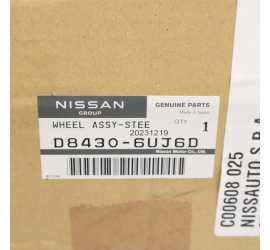 NISSAN
GROUP
GENUINE PARTS
WHEEL ASSY-STEE
QTY
20231219
1
D8430-6UJ6D
Nissan Motor Co., Ltd.
C00608 025
NISSAUTO S.P.A